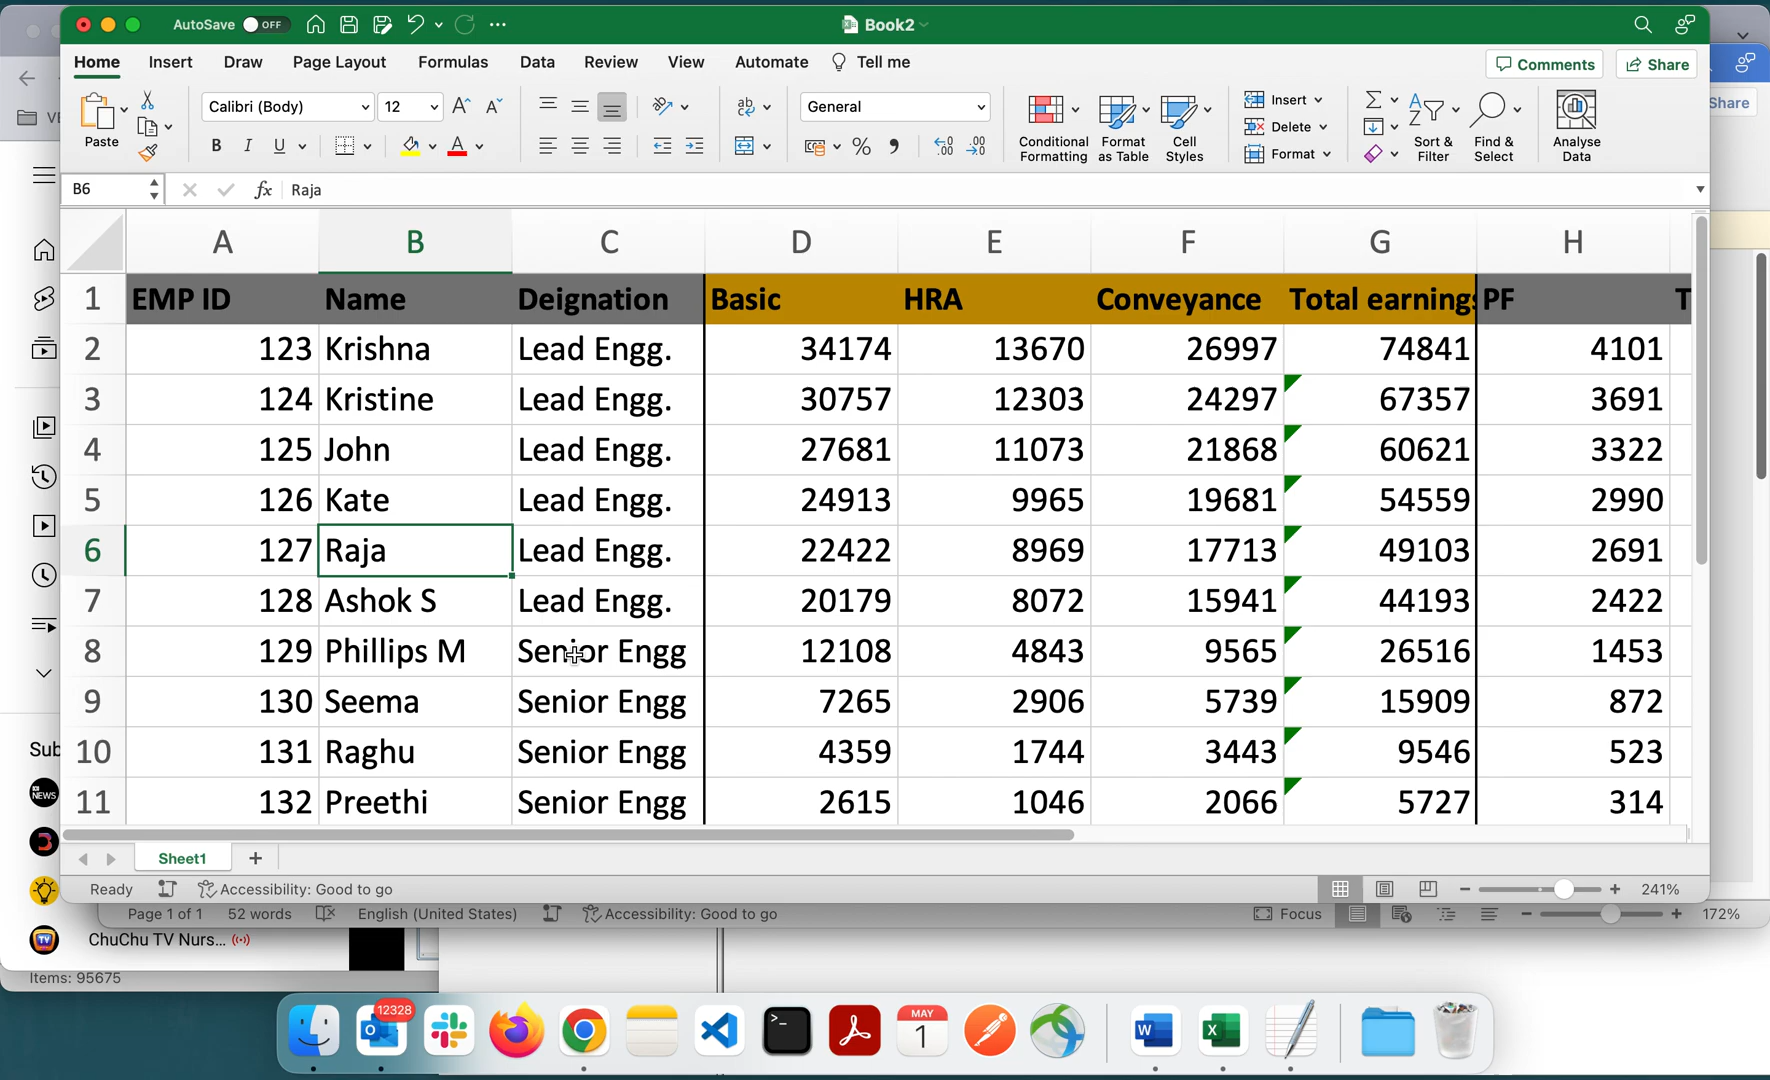 AutoSave OFF Book2
Home Insert Draw Page Layout Formulas Data Review View Automate Tell me Comments Share
Paste Calibri (Body) 12 General Conditional Formatting Format as Table Cell Styles Insert Delete Format Sort & Filter Find & Select Analyse Data
B6 fx Raja
A B C D E F G H
1 EMP ID Name Deignation Basic HRA Conveyance Total earnings PF T
2 123 Krishna Lead Engg. 34174 13670 26997 74841 4101
3 124 Kristine Lead Engg. 30757 12303 24297 67357 3691
4 125 John Lead Engg. 27681 11073 21868 60621 3322
5 126 Kate Lead Engg. 24913 9965 19681 54559 2990
6 127 Raja Lead Engg. 22422 8969 17713 49103 2691
7 128 Ashok S Lead Engg. 20179 8072 15941 44193 2422
8 129 Phillips M Senior Engg 12108 4843 9565 26516 1453
9 130 Seema Senior Engg 7265 2906 5739 15909 872
10 131 Raghu Senior Engg 4359 1744 3443 9546 523
11 132 Preethi Senior Engg 2615 1046 2066 5727 314
Sheet1
Ready Accessibility: Good to go 241%
Page 1 of 1 52 words English (United States) Accessibility: Good to go Focus 172%
VE
Share
Sub
NEWS
TV
ChuChu TV Nurs...
Items: 95675
12328
MAY
1